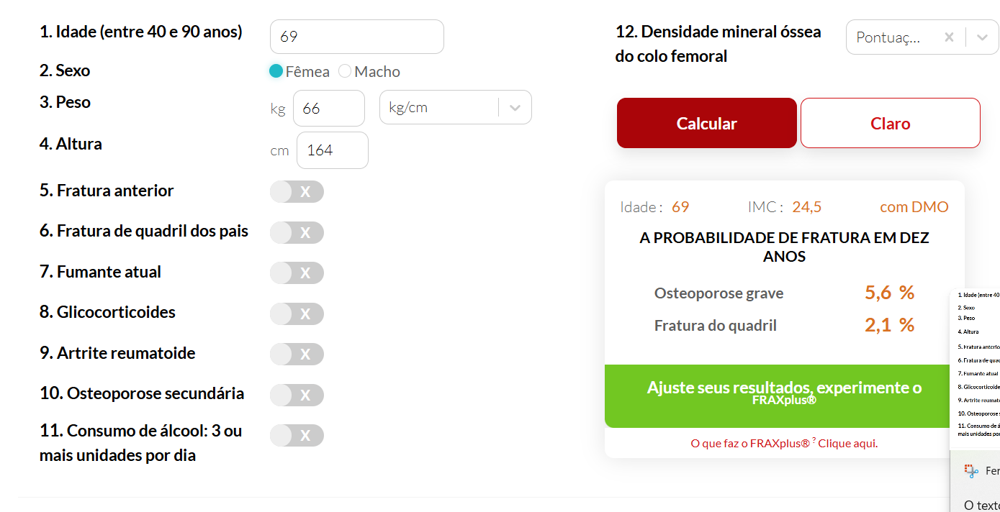 1. Idade (entre 40 e 90 anos)
69
2. Sexo
Fêmea
Macho
3. Peso
kg
66
kg/cm
4. Altura
cm
164
5. Fratura anterior
X
6. Fratura de quadril dos pais
X
7. Fumante atual
X
8. Glicocorticoides
X
9. Artrite reumatoide
X
10. Osteoporose secundária
X
11. Consumo de álcool: 3 ou
mais unidades por dia
X
12. Densidade mineral óssea
do colo femoral
Pontuaç...
Calcular
Claro
Idade : 69
IMC : 24,5
com DMO
A PROBABILIDADE DE FRATURA EM DEZ
ANOS
Osteoporose grave
5,6 %
Fratura do quadril
2,1 %
Ajuste seus resultados, experimente o
FRAXplus®
O que faz o FRAXplus® ? Clique aqui.
1. Idade (entre 40
2. Sexo
3. Peso
4. Altura
5. Fratura anterio
6. Fratura de quad
7. Fumante atual
8. Glicocorticoide
9. Artrite reumato
10. Osteoporose s
11. Consumo de á
mais unidades por
Fer
O texto